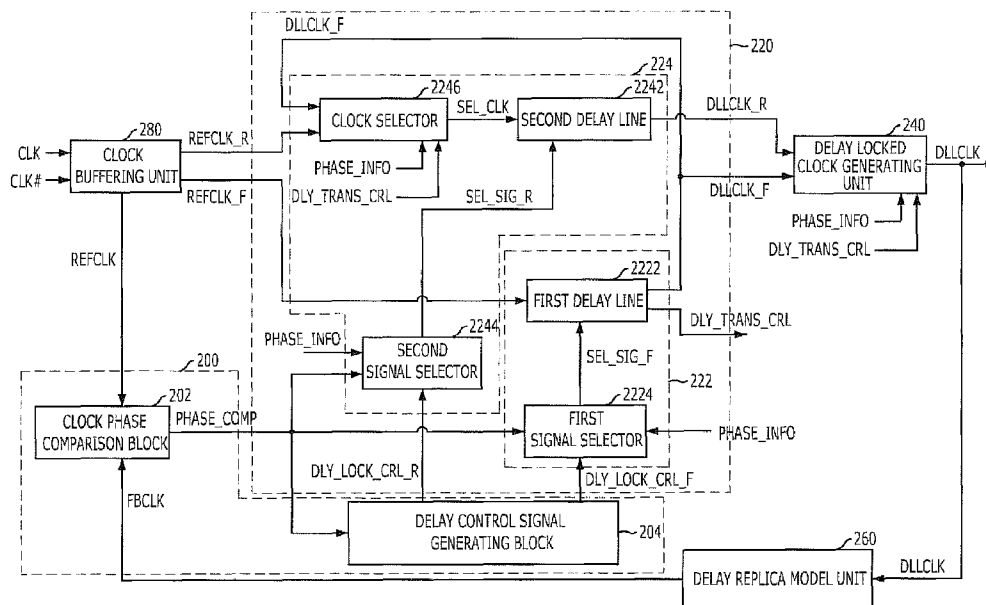 DLLCLK_F
220
224
2246
2242
SEL_CLK
DLLCLK_R
280
REFCLK_R
CLOCK SELECTOR
SECOND DELAY LINE
240
CLK
CLK#
CLOCK
BUFFERING UNIT
DELAY LOCKED
CLOCK GENERATING
UNIT
DLLCLK
PHASE_INFO
REFCLK_F
DLY_TRANS_CRL
SEL_SIG_R
DLLCLK_F
PHASE_INFO
DLY_TRANS_CRL
REFCLK
2222
FIRST DELAY LINE
DLY_TRANS_CRL
2244
PHASE_INFO
SECOND
SIGNAL SELECTOR
SEL_SIG_F
200
222
202
2224
CLOCK PHASE
COMPARISON BLOCK
PHASE_COMP
FIRST
SIGNAL SELECTOR
PHASE_INFO
DLY_LOCK_CRL_R
DLY_LOCK_CRL_F
FBCLK
DELAY CONTROL SIGNAL
GENERATING BLOCK
204
260
DELAY REPLICA MODEL UNIT
DLLCLK